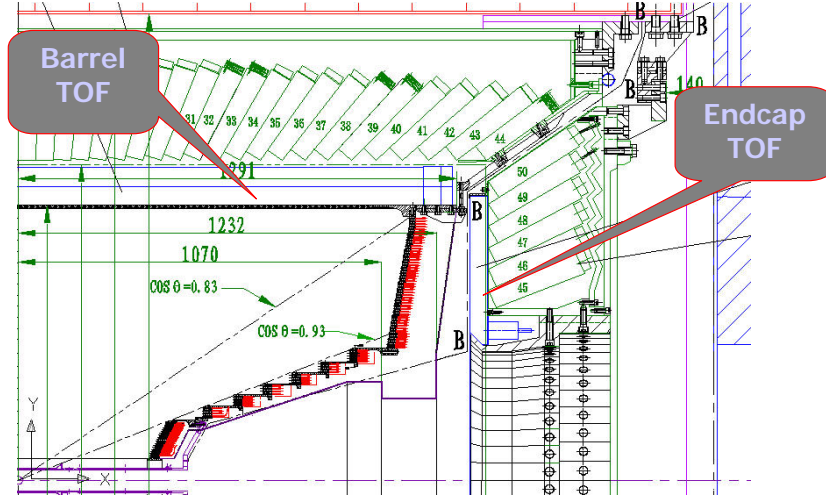 B
B
Barrel
TOF
140
B
31
32
33
34
35
36
37
38
39
40
41
42
43
44
Endcap
TOF
1291
50
49
48
47
46
45
B
1232
1070
COS θ=0.83
COS θ=0.93
B
Y
X